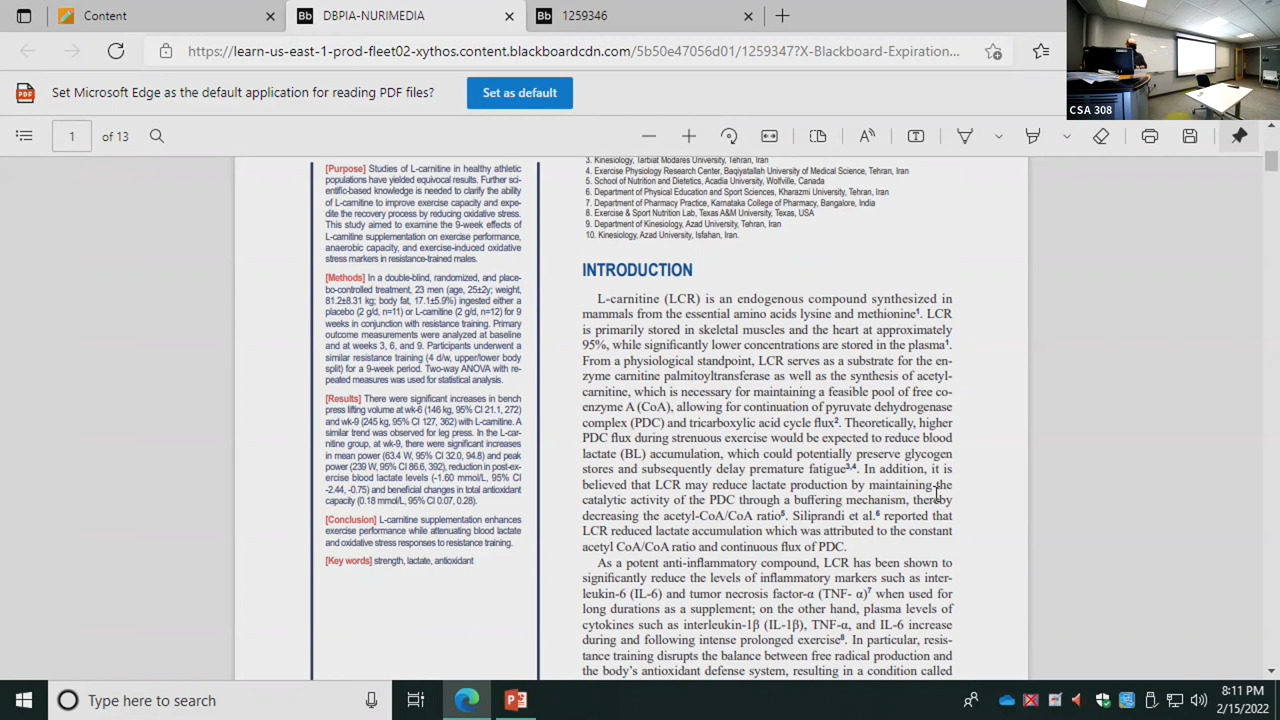 Content
DBPIA-NURIMEDIA
1259346
https://learn-us-east-1-prod-fleet02-xythos.content.blackboardcdn.com/5b50e47056d01/1259347?X-Blackboard-Expiration...
CSA 308
Set Microsoft Edge as the default application for reading PDF files?
Set as default
1 of 13
[Purpose] Studies of L-carnitine in healthy athletic
populations have yielded equivocal results. Further sci-
entific-based knowledge is needed to clarify the ability
of L-carnitine to improve exercise capacity and expe-
dite the recovery process by reducing oxidative stress.
This study aimed to examine the 9-week effects of
L-carnitine supplementation on exercise performance,
anaerobic capacity, and exercise-induced oxidative
stress markers in resistance-trained males.
[Methods] In a double-blind, randomized, and place-
bo-controlled treatment, 23 men (age, 25±2y; weight,
81.2±8.31 kg; body fat, 17.1±5.9%) ingested either a
placebo (2 g/d, n=11) or L-carnitine (2 g/d, n=12) for 9
weeks in conjunction with resistance training. Primary
outcome measurements were analyzed at baseline
and at weeks 3, 6, and 9. Participants underwent a
similar resistance training (4 d/w, upper/lower body
split) for a 9-week period. Two-way ANOVA with re-
peated measures was used for statistical analysis.
[Results] There were significant increases in bench
press lifting volume at wk-6 (146 kg, 95% CI 21.1, 272)
and wk-9 (245 kg, 95% CI 127, 362) with L-carnitine. A
similar trend was observed for leg press. In the L-car-
nitine group, at wk-9, there were significant increases
in mean power (63.4 W, 95% CI 32.0, 94.8) and peak
power (239 W, 95% CI 86.6, 392), reduction in post-ex-
ercise blood lactate levels (-1.60 mmol/L, 95% CI
-2.44, -0.75) and beneficial changes in total antioxidant
capacity (0.18 mmol/L, 95% CI 0.07, 0.28).
[Conclusion] L-carnitine supplementation enhances
exercise performance while attenuating blood lactate
and oxidative stress responses to resistance training.
[Key words] strength, lactate, antioxidant
3. Kinesiology, Tarbiat Modares University, Tehran, Iran
4. Exercise Physiology Research Center, Baqiyatallah University of Medical Science, Tehran, Iran
5. School of Nutrition and Dietetics, Acadia University, Wolfville, Canada
6. Department of Physical Education and Sport Sciences, Kharazmi University, Tehran, Iran
7. Department of Pharmacy Practice, Karnataka College of Pharmacy, Bangalore, India
8. Exercise & Sport Nutrition Lab, Texas A&M University, Texas, USA
9. Department of Kinesiology, Azad University, Tehran, Iran
10. Kinesiology, Azad University, Isfahan, Iran.
INTRODUCTION
L-carnitine (LCR) is an endogenous compound synthesized in
mammals from the essential amino acids lysine and methionine1. LCR
is primarily stored in skeletal muscles and the heart at approximately
95%, while significantly lower concentrations are stored in the plasma1.
From a physiological standpoint, LCR serves as a substrate for the en-
zyme carnitine palmitoyltransferase as well as the synthesis of acetyl-
carnitine, which is necessary for maintaining a feasible pool of free co-
enzyme A (CoA), allowing for continuation of pyruvate dehydrogenase
complex (PDC) and tricarboxylic acid cycle flux2. Theoretically, higher
PDC flux during strenuous exercise would be expected to reduce blood
lactate (BL) accumulation, which could potentially preserve glycogen
stores and subsequently delay premature fatigue3,4. In addition, it is
believed that LCR may reduce lactate production by maintaining the
catalytic activity of the PDC through a buffering mechanism, thereby
decreasing the acetyl-CoA/CoA ratio5. Siliprandi et al.6 reported that
LCR reduced lactate accumulation which was attributed to the constant
acetyl CoA/CoA ratio and continuous flux of PDC.
As a potent anti-inflammatory compound, LCR has been shown to
significantly reduce the levels of inflammatory markers such as inter-
leukin-6 (IL-6) and tumor necrosis factor-α (TNF- α)7 when used for
long durations as a supplement; on the other hand, plasma levels of
cytokines such as interleukin-1β (IL-1β), TNF-α, and IL-6 increase
during and following intense prolonged exercise8. In particular, resis-
tance training disrupts the balance between free radical production and
the body's antioxidant defense system, resulting in a condition called
Type here to search
8:11 PM
2/15/2022